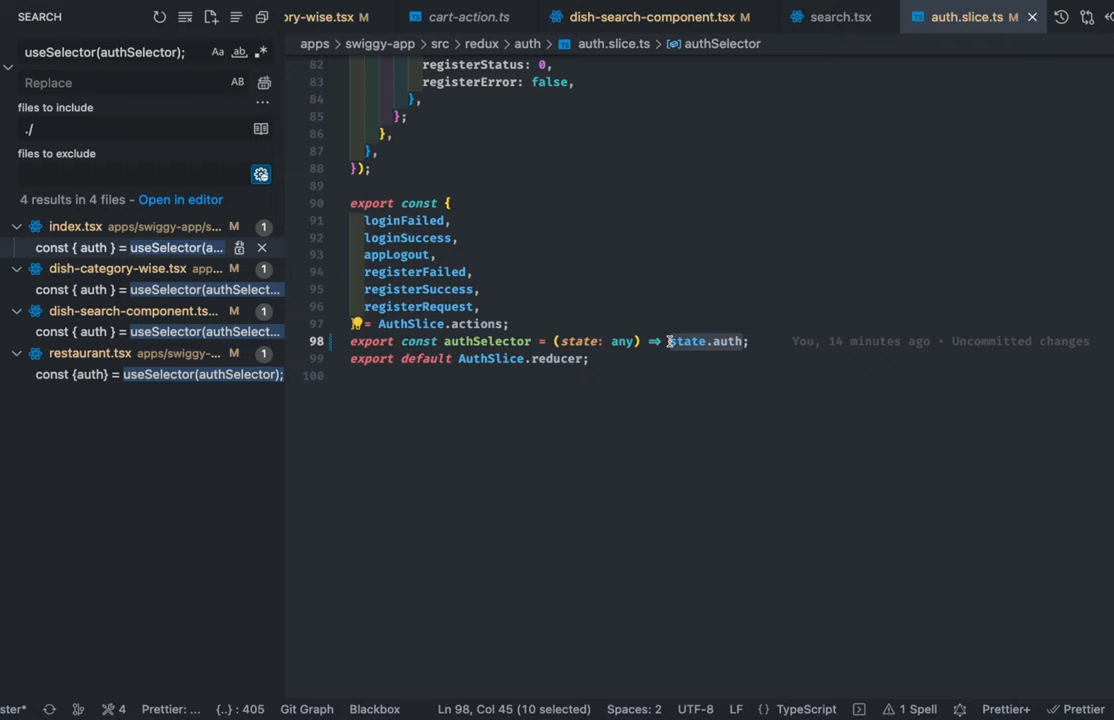 SEARCH
ory-wise.tsx M cart-action.ts dish-search-component.tsx M search.tsx auth.slice.ts M
useSelector(authSelector); Aa ab
Replace AB
files to include
./
files to exclude
4 results in 4 files - Open in editor
index.tsx apps/swiggy-app/s... M 1
const { auth } = useSelector(a...
dish-category-wise.tsx app... M 1
const { auth } = useSelector(authSelect...
dish-search-component.ts... M 1
const { auth } = useSelector(authSelect...
restaurant.tsx apps/swiggy-... M 1
const {auth} = useSelector(authSelector);
apps > swiggy-app > src > redux > auth > TS auth.slice.ts > authSelector
82 registerStatus: 0,
83 registerError: false,
84 },
85 };
86 },
87 },
88 });
89
90 export const {
91 loginFailed,
92 loginSuccess,
93 appLogout,
94 registerFailed,
95 registerSuccess,
96 registerRequest,
97 = AuthSlice.actions;
98 export const authSelector = (state: any) => state.auth; You, 14 minutes ago • Uncommitted changes
99 export default AuthSlice.reducer;
100
ster* 4 Prettier: ... {..} : 405 Git Graph Blackbox Ln 98, Col 45 (10 selected) Spaces: 2 UTF-8 LF { } TypeScript 1 Spell Prettier+ Prettier